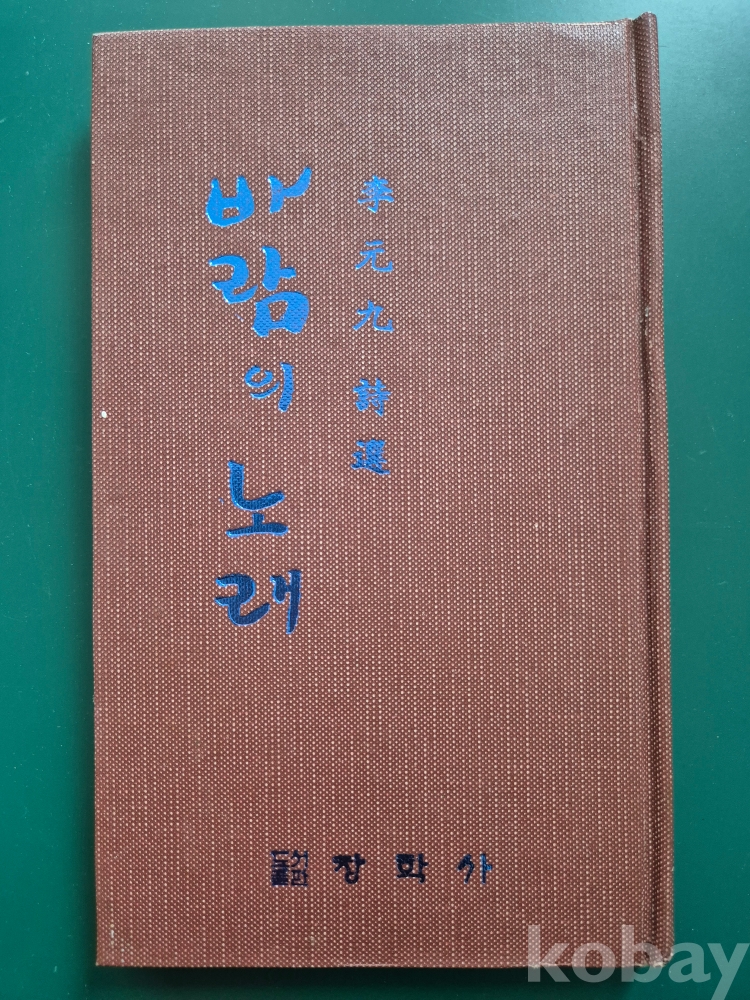 李元九 詩選
바람의 노래
도서출판 장학사
kobay